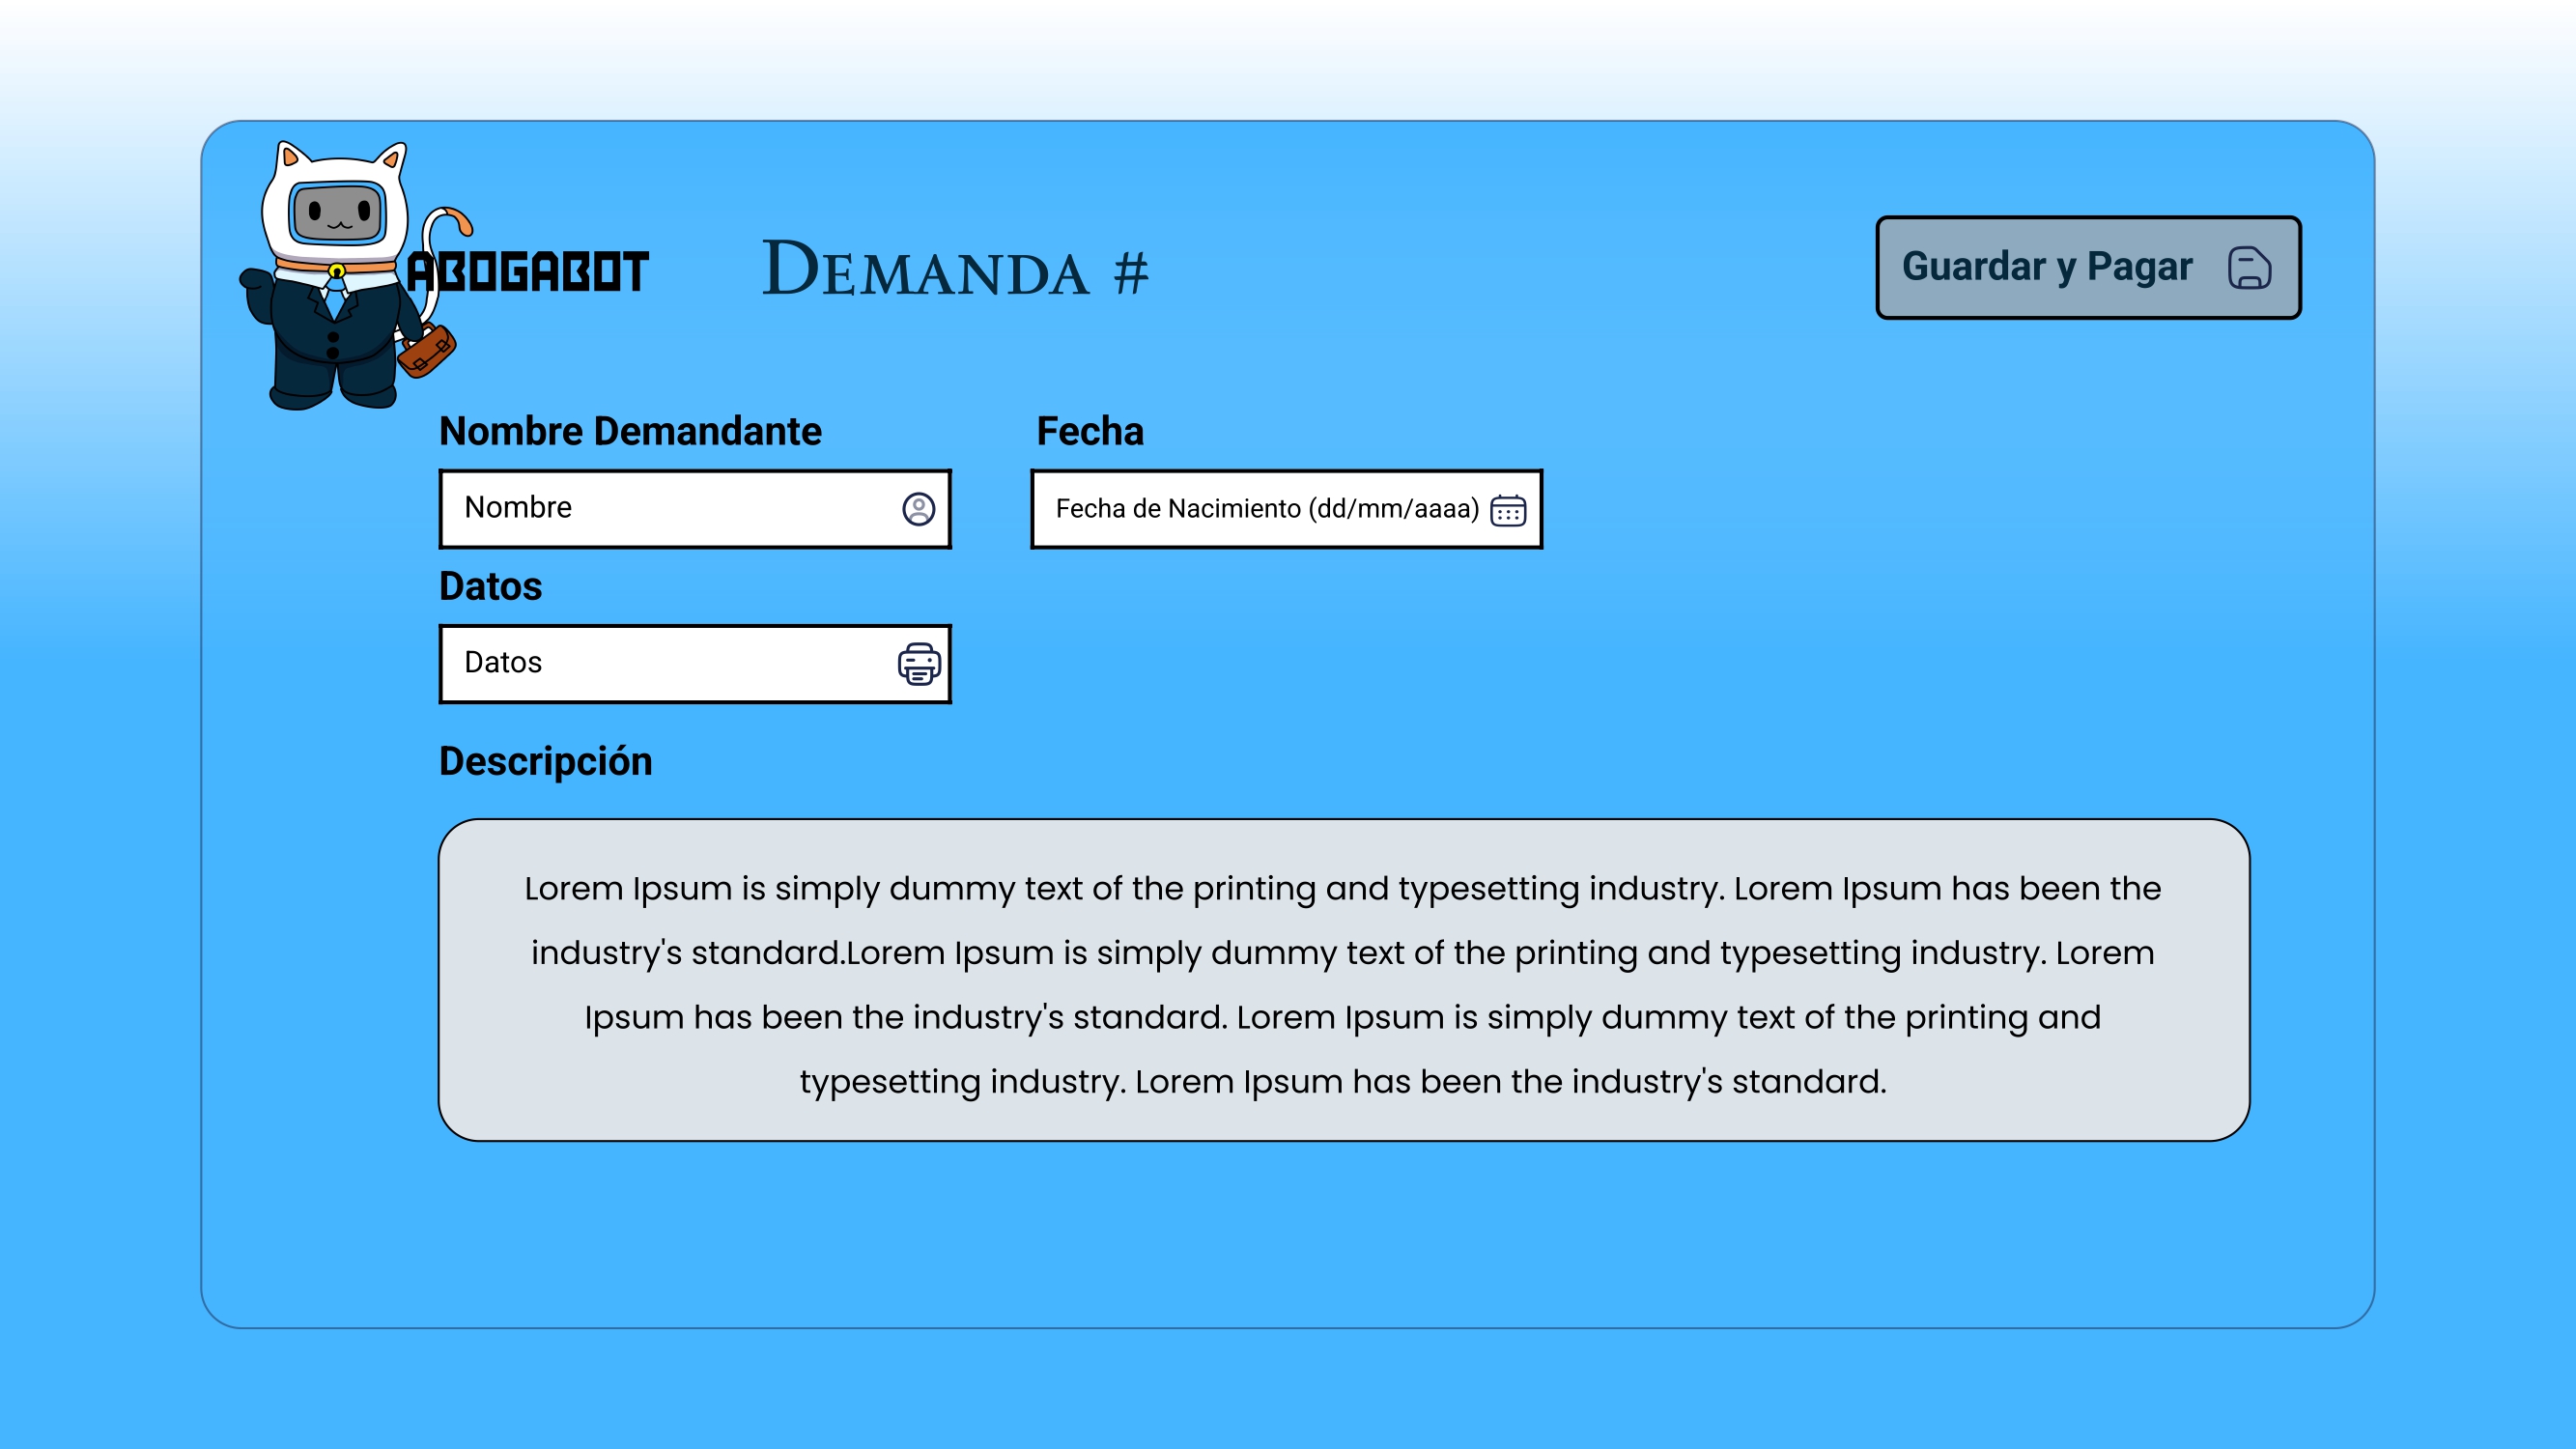 ABOGABOT
Demanda #
Guardar y Pagar
Nombre Demandante
Fecha
Nombre
Fecha de Nacimiento (dd/mm/aaaa)
Datos
Datos
Descripción
Lorem Ipsum is simply dummy text of the printing and typesetting industry. Lorem Ipsum has been the
industry's standard.Lorem Ipsum is simply dummy text of the printing and typesetting industry. Lorem
Ipsum has been the industry's standard. Lorem Ipsum is simply dummy text of the printing and
typesetting industry. Lorem Ipsum has been the industry's standard.